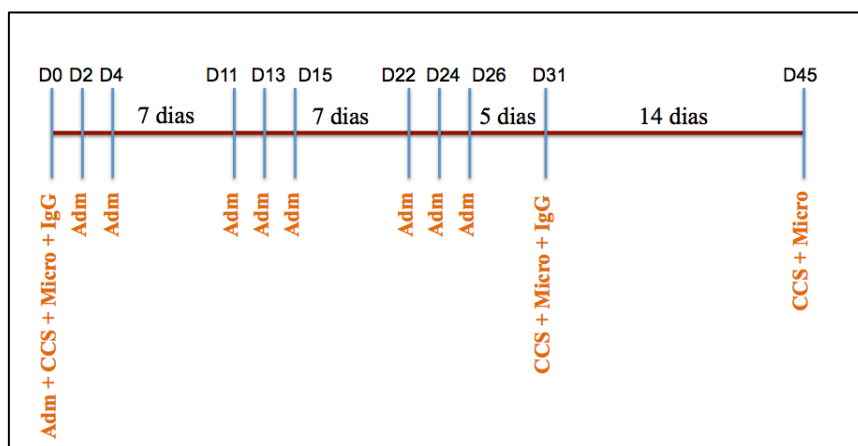 D0 D2 D4 D11 D13 D15 D22 D24 D26 D31 D45
7 dias 7 dias 5 dias 14 dias
Adm + CCS + Micro + IgG
Adm
Adm
Adm
Adm
Adm
Adm
Adm
Adm
CCS + Micro + IgG
CCS + Micro